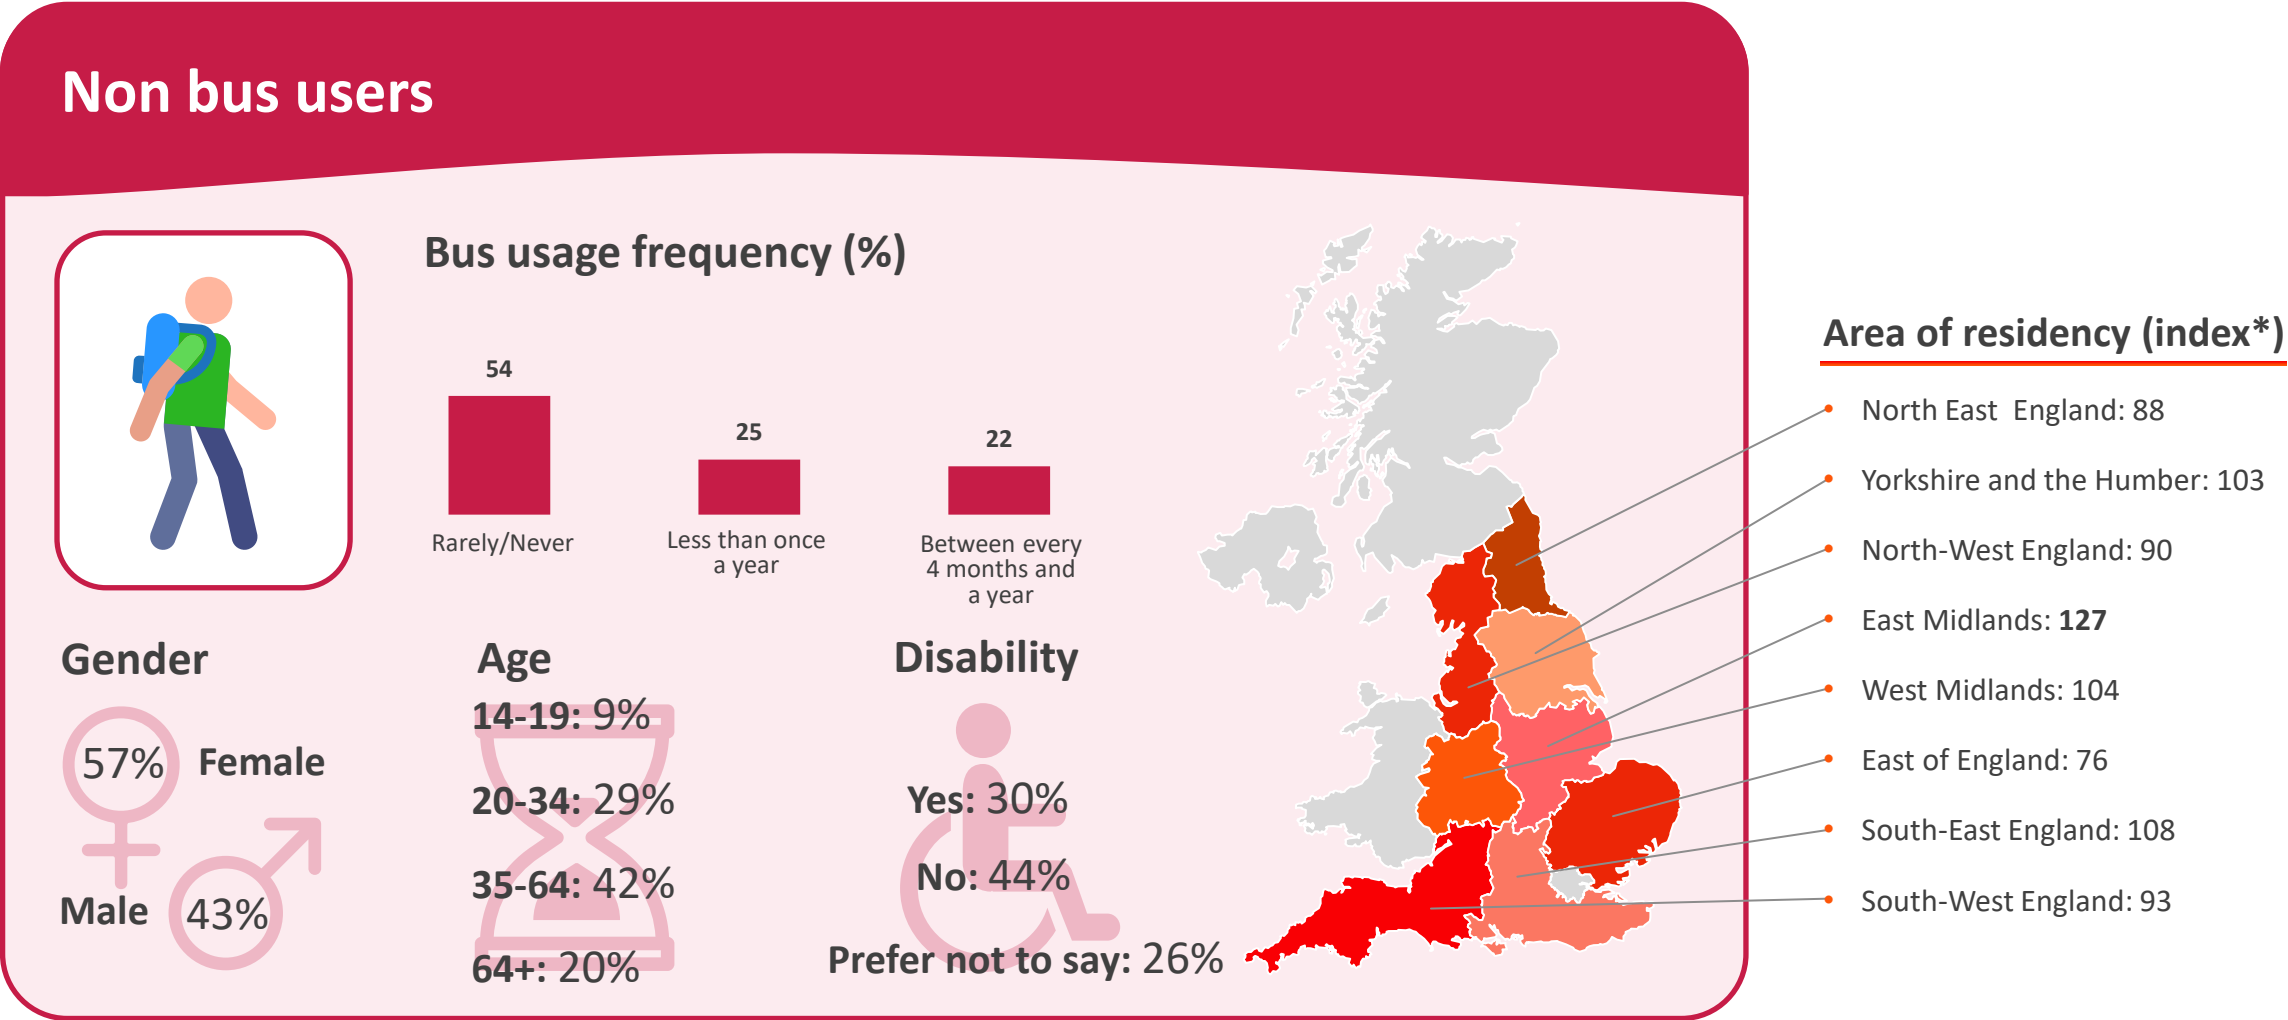 Non bus users
Bus usage frequency (%)
54
25
22
Rarely/Never
Less than once
a year
Between every
4 months and
a year
Gender
57% Female
Male 43%
Age
14-19: 9%
20-34: 29%
35-64: 42%
64+: 20%
Disability
Yes: 30%
No: 44%
Prefer not to say: 26%
Area of residency (index*)
North East  England: 88
Yorkshire and the Humber: 103
North-West England: 90
East Midlands: 127
West Midlands: 104
East of England: 76
South-East England: 108
South-West England: 93